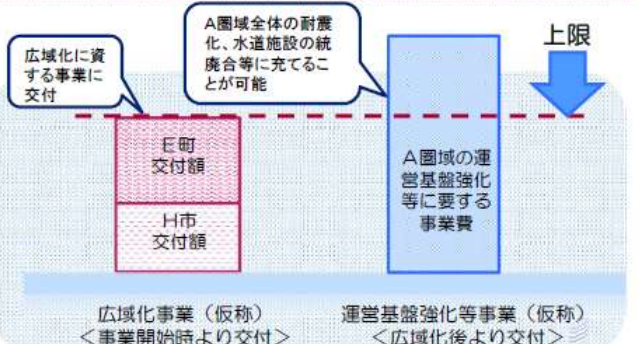 広域化に資
する事業に
交付
A圏域全体の耐震
化、水道施設の統
廃合等に充てるこ
とが可能
上限
E町
交付額
H市
交付額
A圏域の運
営基盤強化
等に要する
事業費
広域化事業（仮称）
＜事業開始時より交付＞
運営基盤強化等事業（仮称）
＜広域化後より交付＞